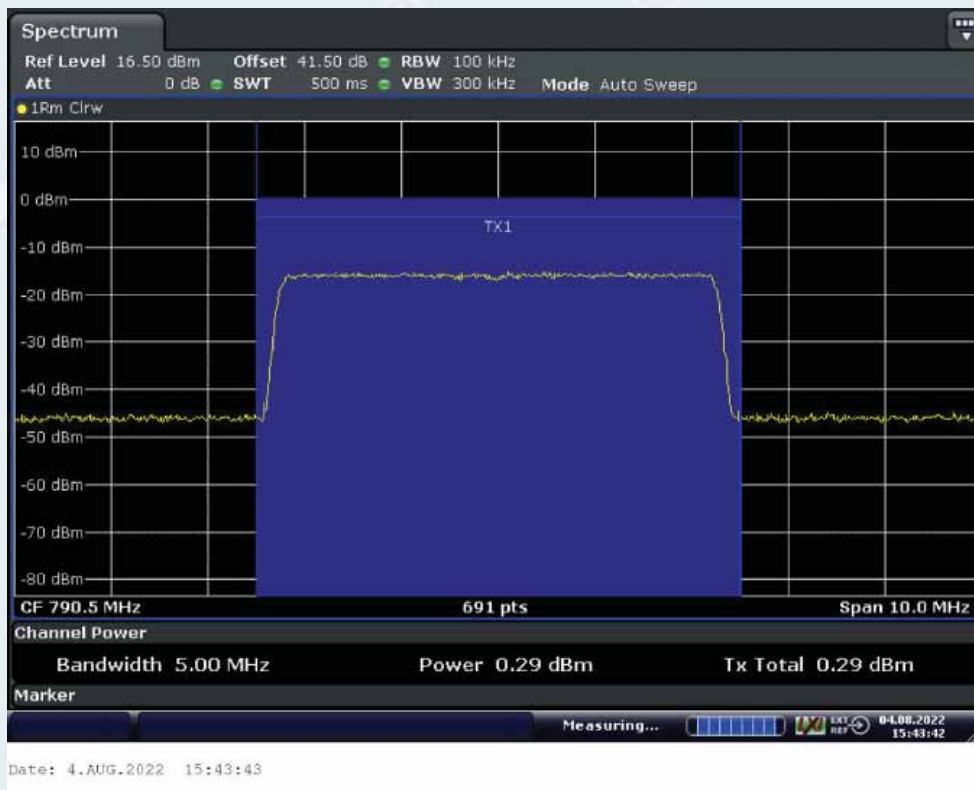 Spectrum
Ref Level 16.50 dBm Offset 41.50 dB RBW 100 kHz
Att 0 dB SWT 500 ms VBW 300 kHz Mode Auto Sweep
1Rm Clrw
10 dBm
0 dBm
TX1
-10 dBm
-20 dBm
-30 dBm
-40 dBm
-50 dBm
-60 dBm
-70 dBm
-80 dBm
CF 790.5 MHz 691 pts Span 10.0 MHz
Channel Power
Bandwidth 5.00 MHz Power 0.29 dBm Tx Total 0.29 dBm
Marker
Measuring... LXI EXT REF 04.08.2022 15:43:42
Date: 4.AUG.2022 15:43:43